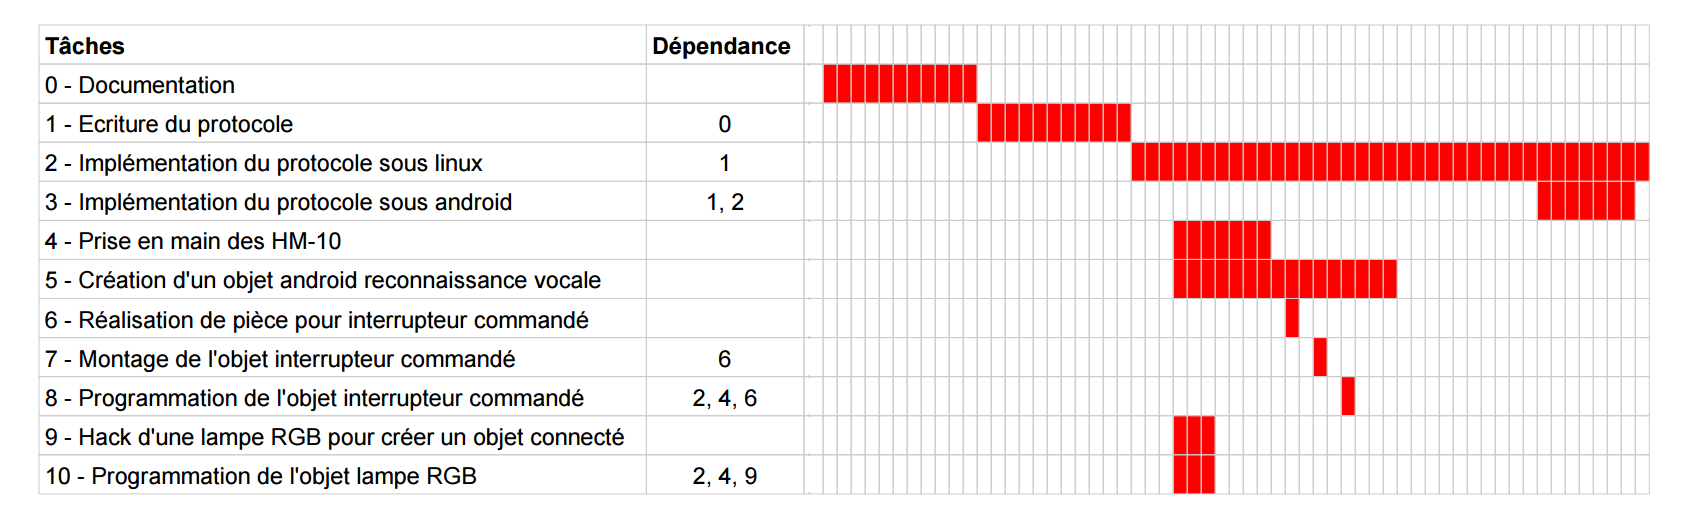 Tâches Dépendance
0 - Documentation
1 - Ecriture du protocole 0
2 - Implémentation du protocole sous linux 1
3 - Implémentation du protocole sous android 1, 2
4 - Prise en main des HM-10
5 - Création d'un objet android reconnaissance vocale
6 - Réalisation de pièce pour interrupteur commandé
7 - Montage de l'objet interrupteur commandé 6
8 - Programmation de l'objet interrupteur commandé 2, 4, 6
9 - Hack d'une lampe RGB pour créer un objet connecté
10 - Programmation de l'objet lampe RGB 2, 4, 9